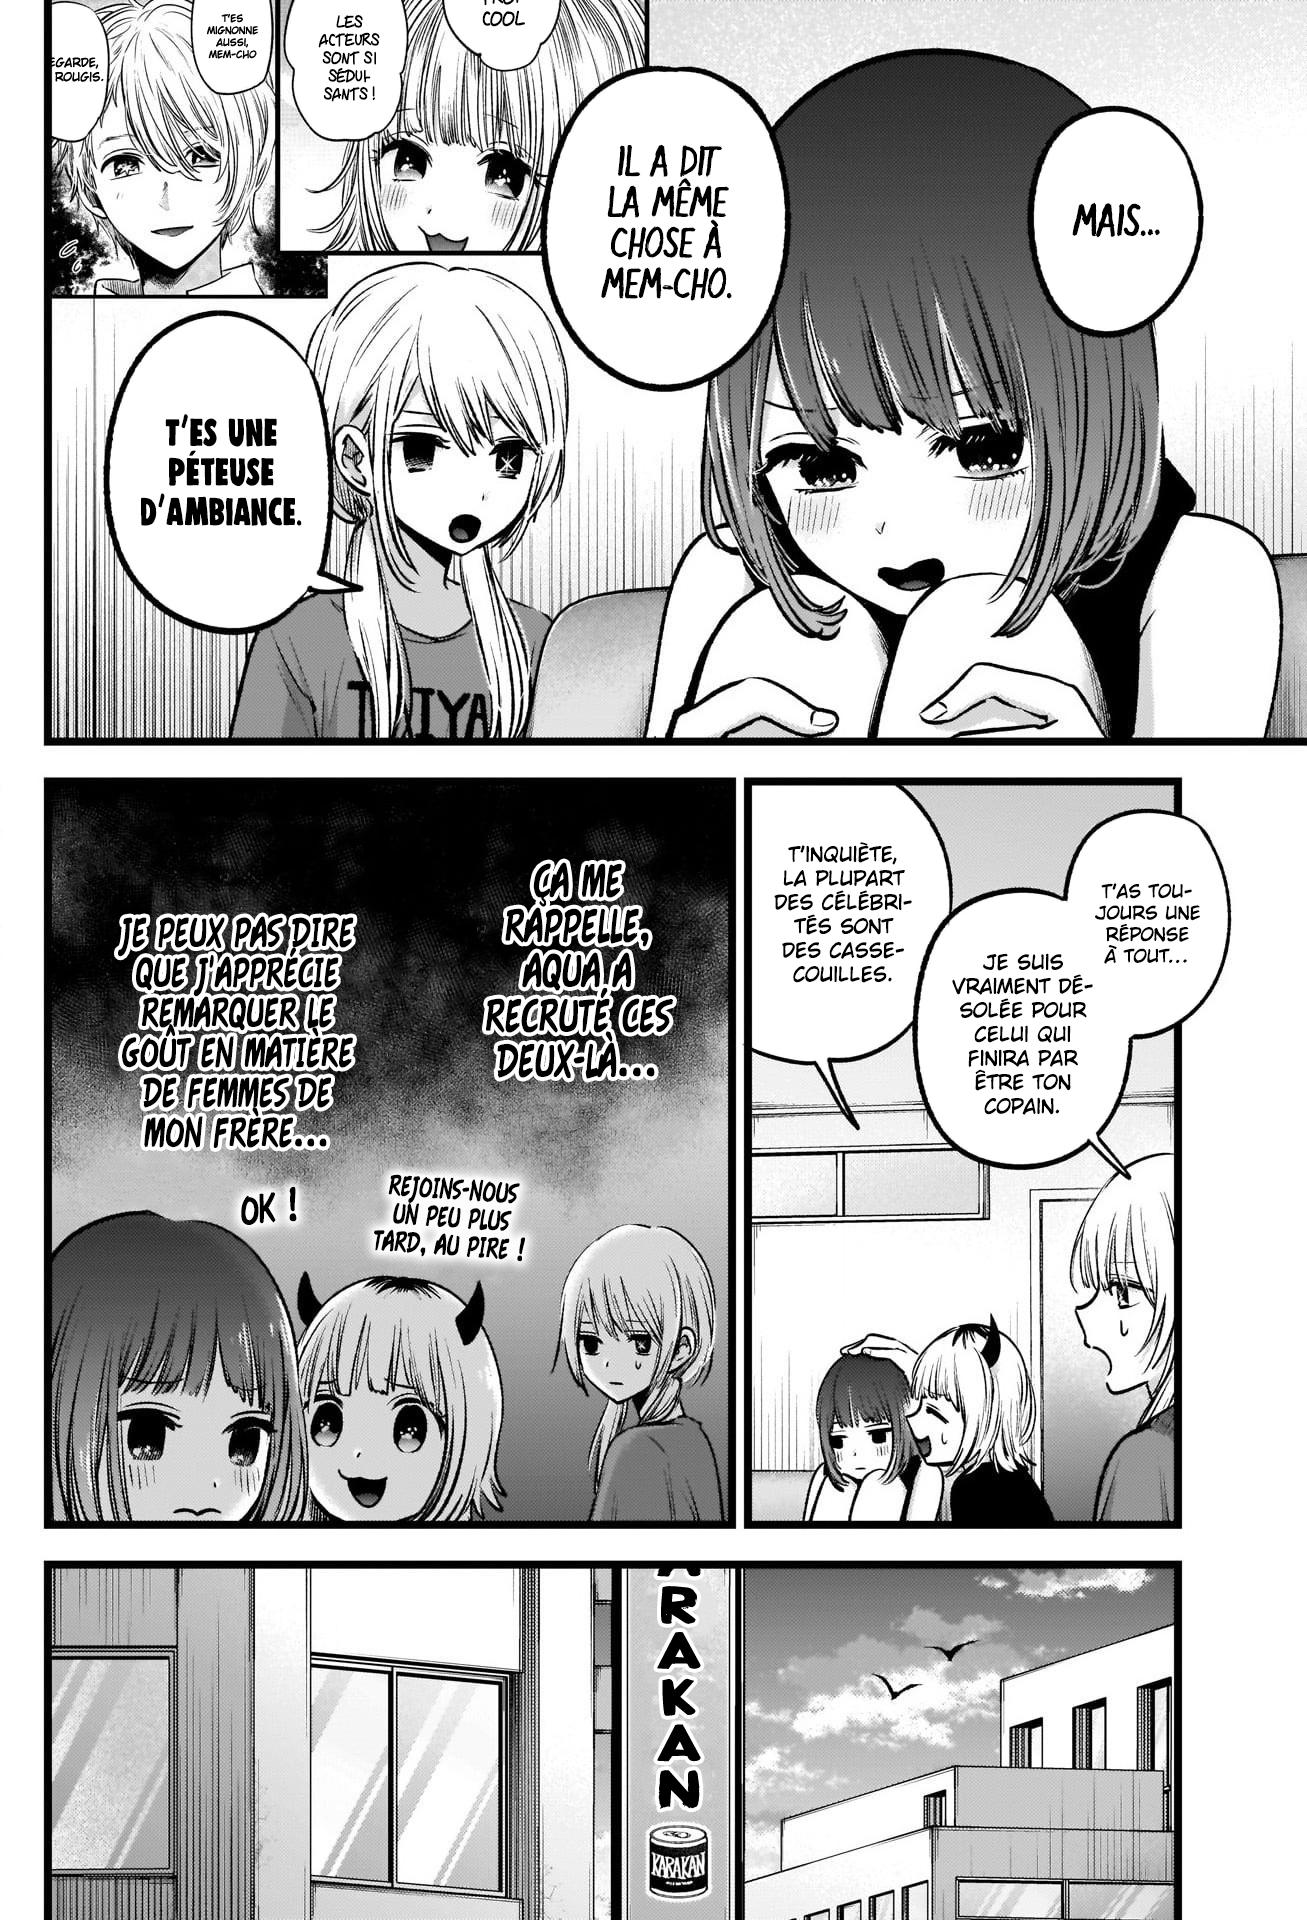 MAIS...
IL A DIT
LA MÊME
CHOSE À
MEM-CHO.
COOL
LES
ACTEURS
SONT SI
SÉDUI-
SANTS !
T'ES
MIGNONNE
AUSSI,
MEM-CHO
ROUGIS.
T'ES UNE
PÉTEUSE
D'AMBIANCE.
TAIYA
T'AS TOU-
JOURS UNE
RÉPONSE
À TOUT...
JE SUIS
VRAIMENT DÉ-
SOLÉE POUR
CELUI QUI
FINIRA PAR
ÊTRE TON
COPAIN.
T'INQUIÈTE,
LA PLUPART
DES CÉLÉBRI-
TÉS SONT
DES CASSE-
COUILLES.
ÇA ME
RAPPELLE,
AQUA A
RECRUTÉ CES
DEUX-LÀ...
JE PEUX PAS DIRE
QUE J'APPRÉCIE
REMARQUER LE
GOÛT EN MATIÈRE
DE FEMMES DE
MON FRÈRE...
REJOINS-NOUS
UN PEU PLUS
TARD, AU PIRE !
OK !
ARAKAN
KARAKAN